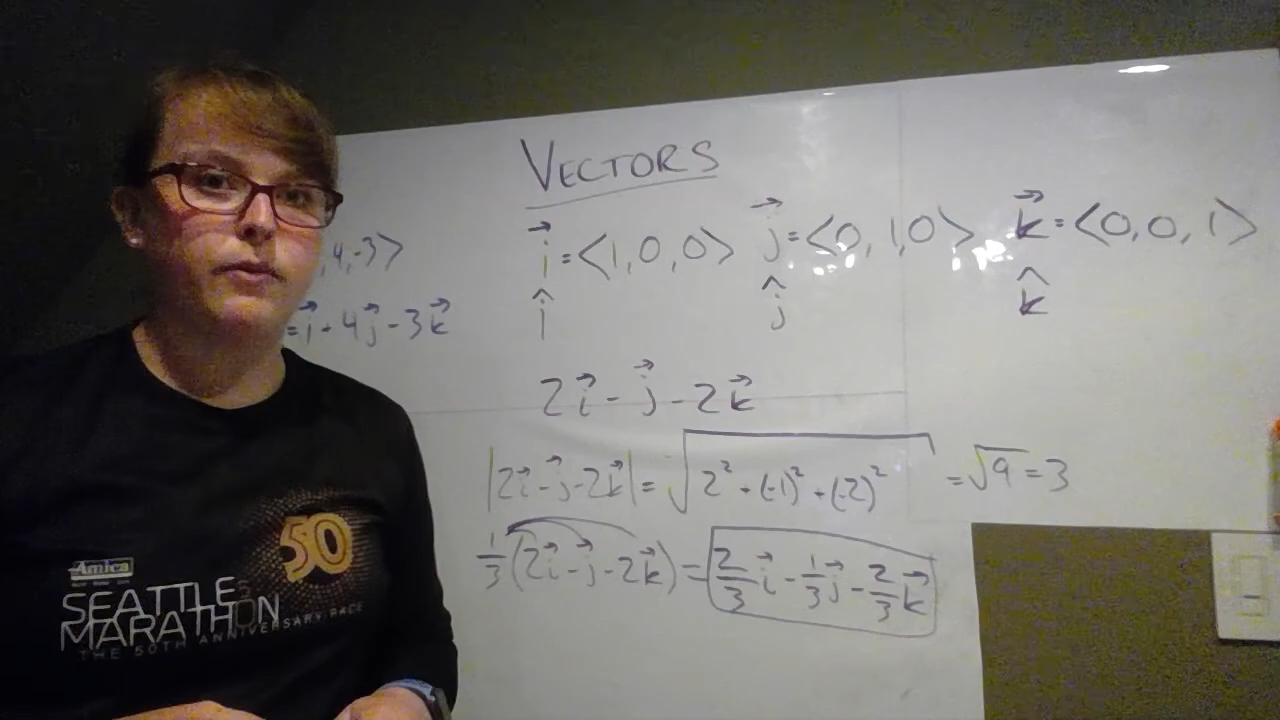 VECTORS
i⃗ = <1, 0, 0> j⃗ = <0, 1, 0> k⃗ = <0, 0, 1>
î ĵ k̂
, 4, -3>
= i⃗ + 4j⃗ - 3k⃗
2i⃗ - j⃗ - 2k⃗
|2i⃗ - j⃗ - 2k⃗| = √(2² + (-1)² + (-2)²) = √9 = 3
1/3 (2i⃗ - j⃗ - 2k⃗) = 2/3 i⃗ - 1/3 j⃗ - 2/3 k⃗
50
Amica
SEATTLE
MARATHON
THE 50TH ANNIVERSARY RACE